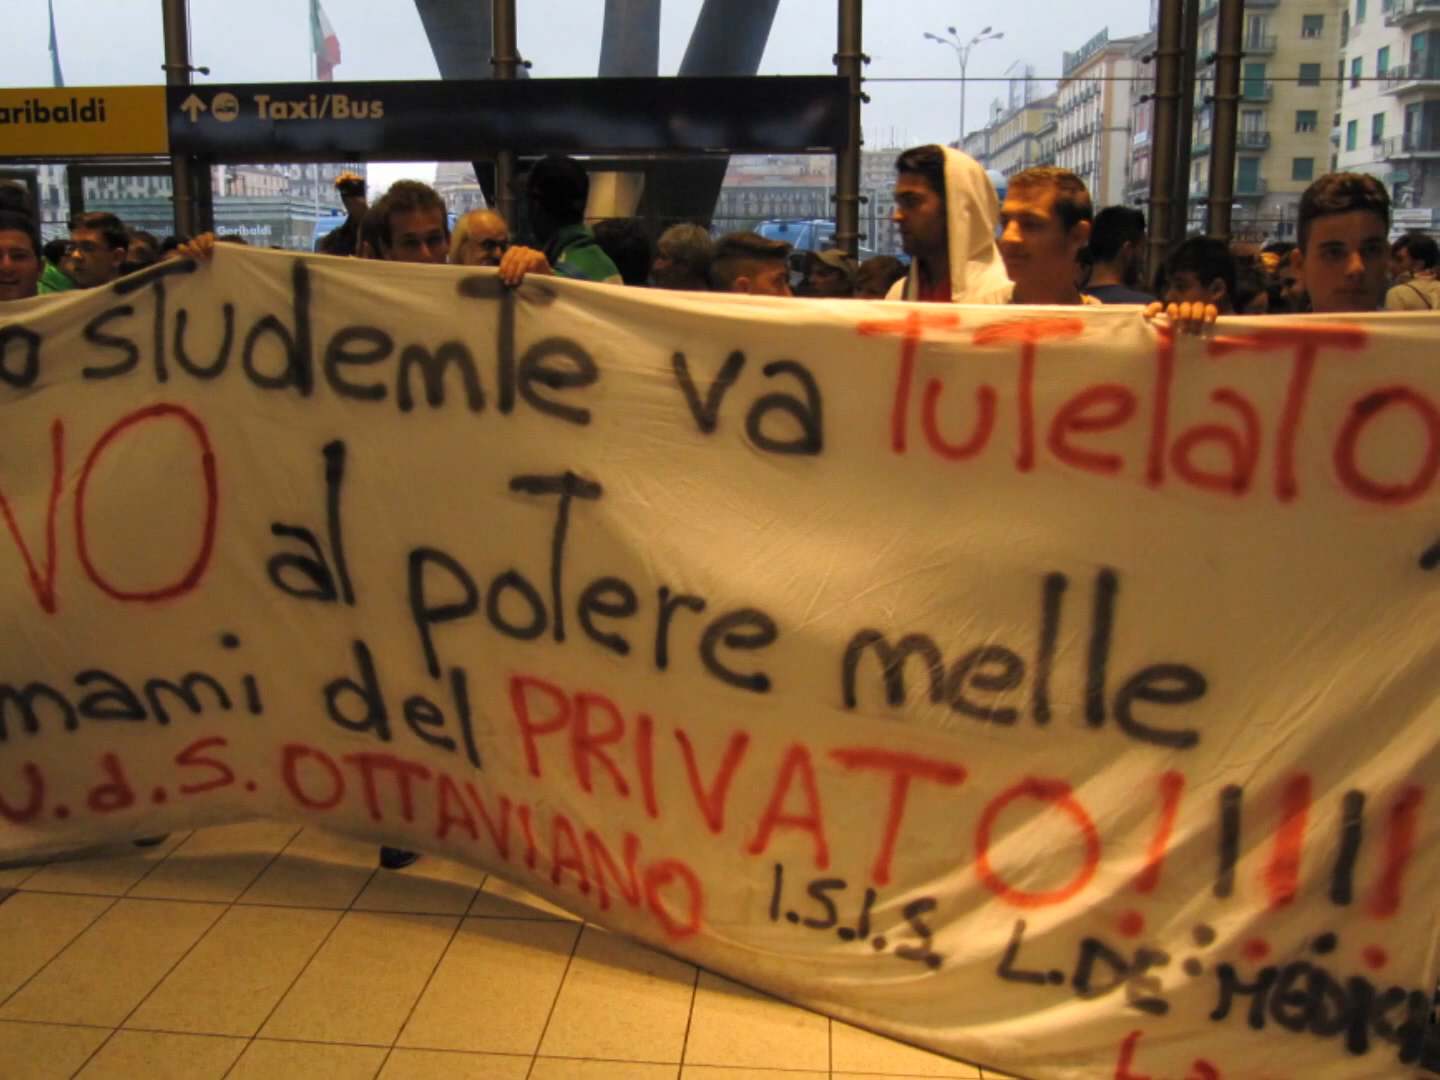 aribaldi
Taxi/Bus
Garibaldi
o studemte va tutelato
NO al potere melle
mami del PRIVATO!!!!!
U.d.S. OTTAVIANO
I.S.I.S. L.DE' MEDICI